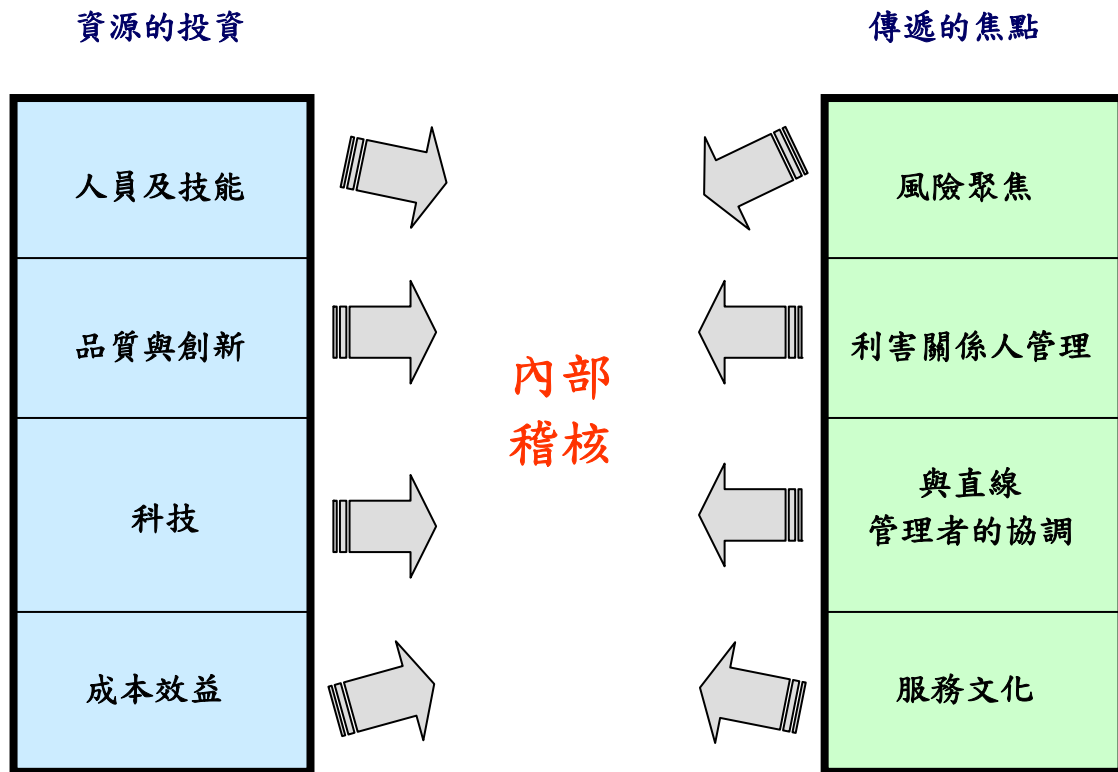 資源的投資
傳遞的焦點
人員及技能
風險聚焦
品質與創新
利害關係人管理
內部
稽核
科技
與直線
管理者的協調
成本效益
服務文化